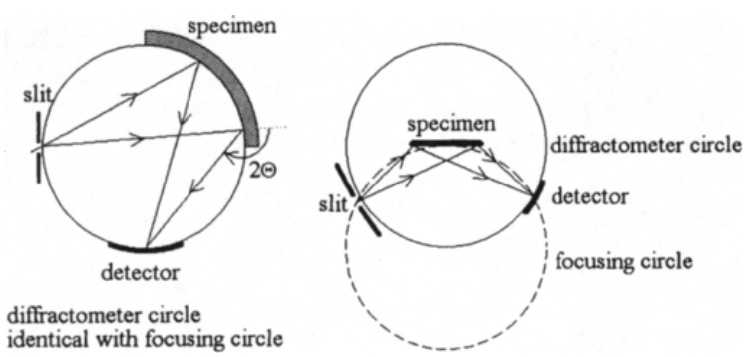 specimen
slit
2Θ
detector
diffractometer circle
identical with focusing circle
specimen
diffractometer circle
slit
detector
focusing circle